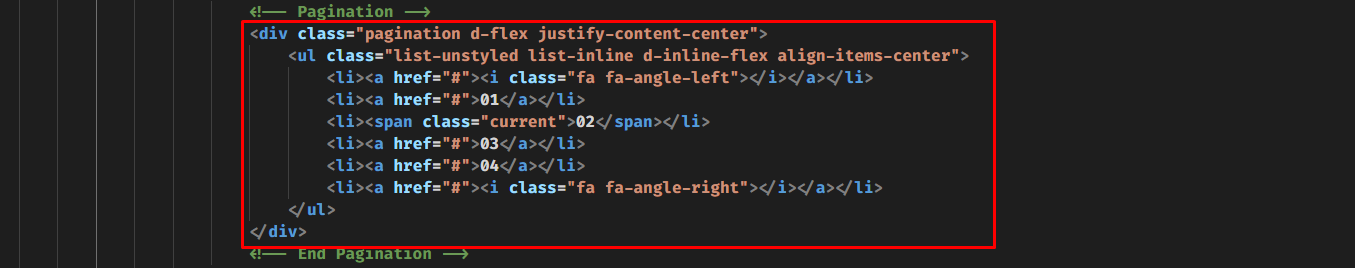 <!-- Pagination -->
<div class="pagination d-flex justify-content-center">
<ul class="list-unstyled list-inline d-inline-flex align-items-center">
<li><a href="#"><i class="fa fa-angle-left"></i></a></li>
<li><a href="#">01</a></li>
<li><span class="current">02</span></li>
<li><a href="#">03</a></li>
<li><a href="#">04</a></li>
<li><a href="#"><i class="fa fa-angle-right"></i></a></li>
</ul>
</div>
<!-- End Pagination -->